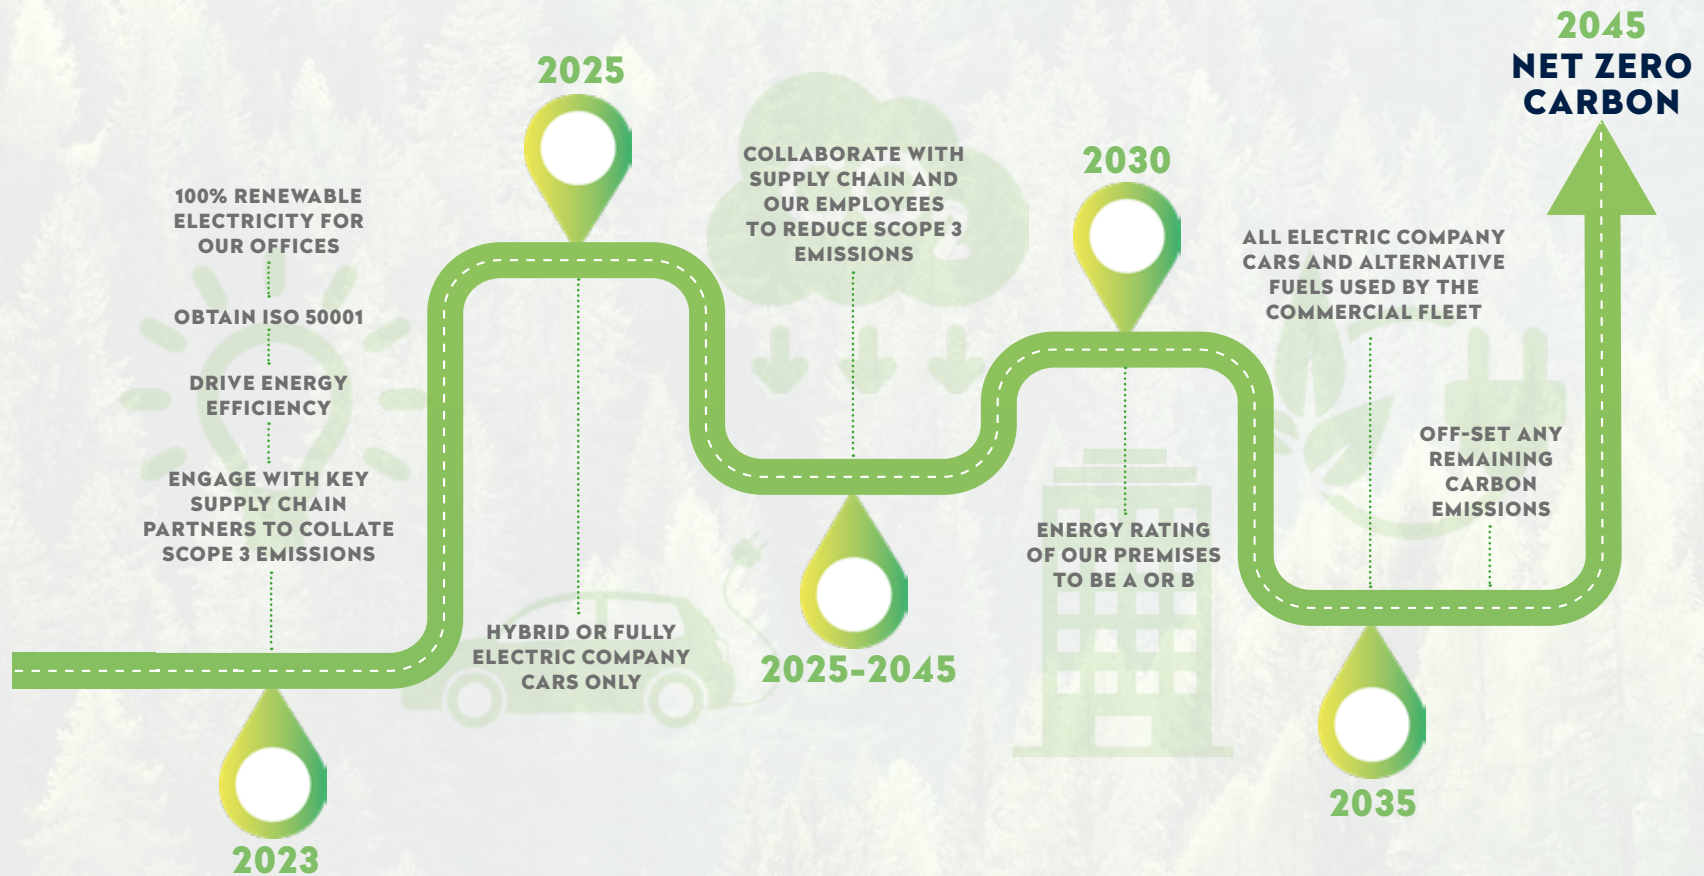 100% RENEWABLE
ELECTRICITY FOR
OUR OFFICES
OBTAIN ISO 50001
DRIVE ENERGY
EFFICIENCY
ENGAGE WITH KEY
SUPPLY CHAIN
PARTNERS TO COLLATE
SCOPE 3 EMISSIONS
2023
2025
HYBRID OR FULLY
ELECTRIC COMPANY
CARS ONLY
COLLABORATE WITH
SUPPLY CHAIN AND
OUR EMPLOYEES
TO REDUCE SCOPE 3
EMISSIONS
2025-2045
2030
ENERGY RATING
OF OUR PREMISES
TO BE A OR B
ALL ELECTRIC COMPANY
CARS AND ALTERNATIVE
FUELS USED BY THE
COMMERCIAL FLEET
2035
OFF-SET ANY
REMAINING
CARBON
EMISSIONS
2045
NET ZERO
CARBON